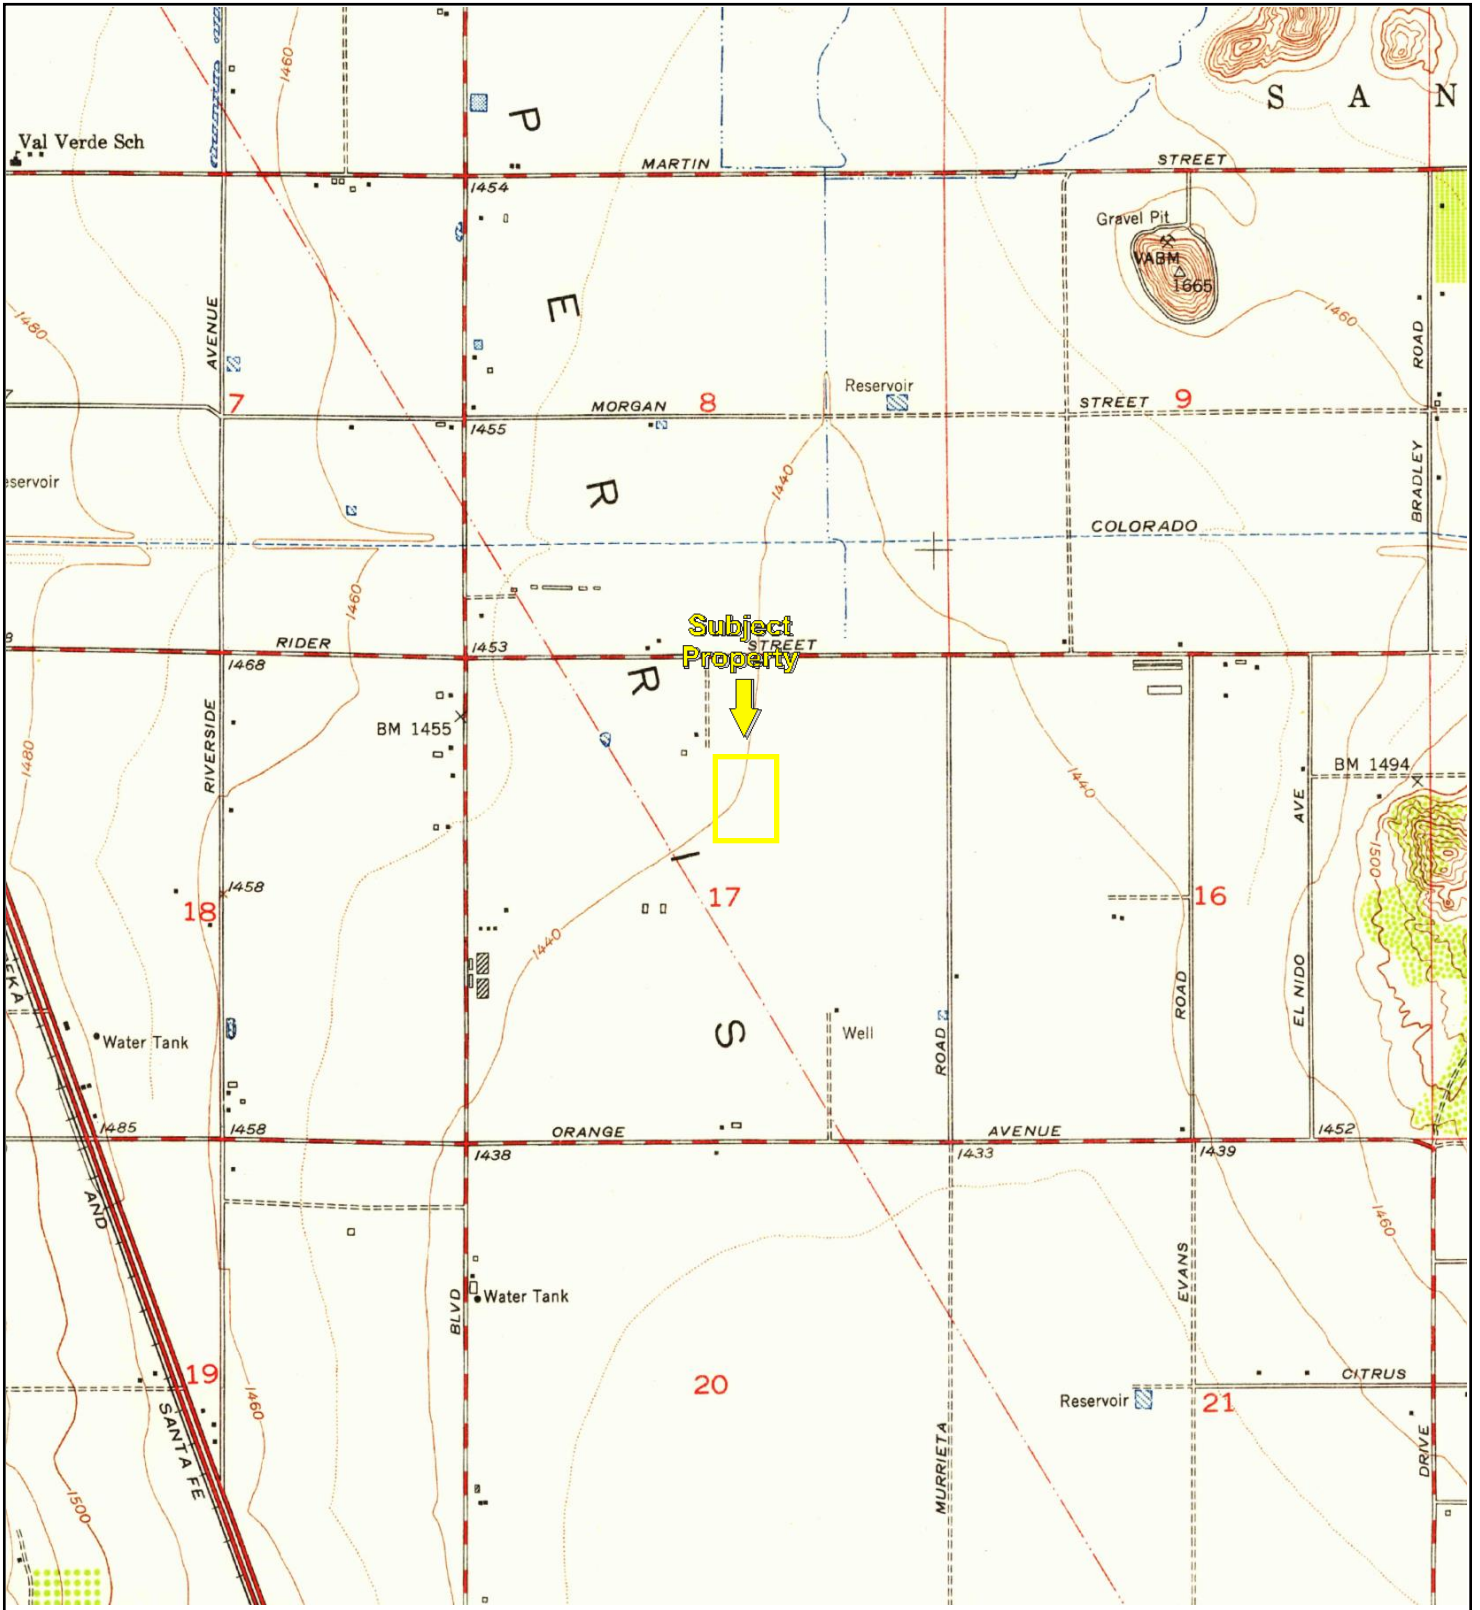 1460
P
S A N
Val Verde Sch
MARTIN
STREET
1454
Gravel Pit
VABM
1665
E
1480
AVENUE
1460
ROAD
Reservoir
7
MORGAN
8
STREET
9
1455
1440
BRADLEY
R
COLORADO
1460
Subject
Property
RIDER
STREET
1453
1468
R
BM 1455
RIVERSIDE
1480
1440
BM 1494
AVE
1500
I
1458
18
17
16
1440
ROAD
EL NIDO
S
Well
ROAD
Water Tank
1485
1458
ORANGE
AVENUE
1452
1438
1433
1439
AND
1460
EVANS
BLVD
Water Tank
19
20
CITRUS
Reservoir
21
1460
SANTA FE
MURRIETA
DRIVE
1500